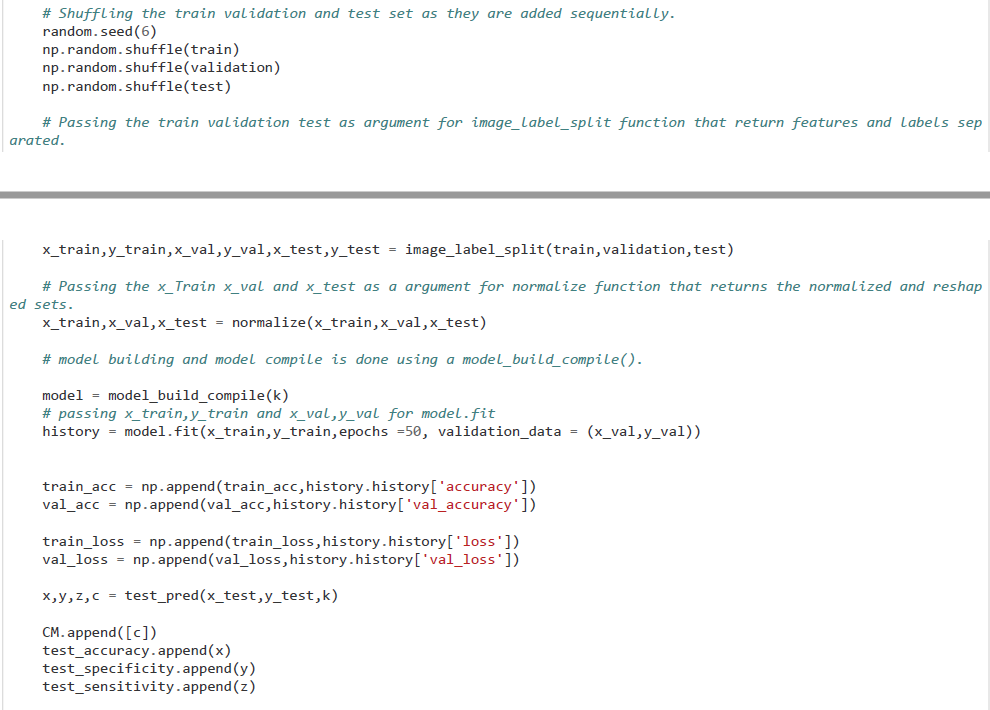 # Shuffling the train validation and test set as they are added sequentially.
random.seed(6)
np.random.shuffle(train)
np.random.shuffle(validation)
np.random.shuffle(test)
# Passing the train validation test as argument for image_label_split function that return features and labels sep
arated.
x_train,y_train,x_val,y_val,x_test,y_test = image_label_split(train,validation,test)
# Passing the x_Train x_val and x_test as a argument for normalize function that returns the normalized and reshap
ed sets.
x_train,x_val,x_test = normalize(x_train,x_val,x_test)
# model building and model compile is done using a model_build_compile().
model = model_build_compile(k)
# passing x_train,y_train and x_val,y_val for model.fit
history = model.fit(x_train,y_train,epochs =50, validation_data = (x_val,y_val))
train_acc = np.append(train_acc,history.history['accuracy'])
val_acc = np.append(val_acc,history.history['val_accuracy'])
train_loss = np.append(train_loss,history.history['loss'])
val_loss = np.append(val_loss,history.history['val_loss'])
x,y,z,c = test_pred(x_test,y_test,k)
CM.append([c])
test_accuracy.append(x)
test_specificity.append(y)
test_sensitivity.append(z)